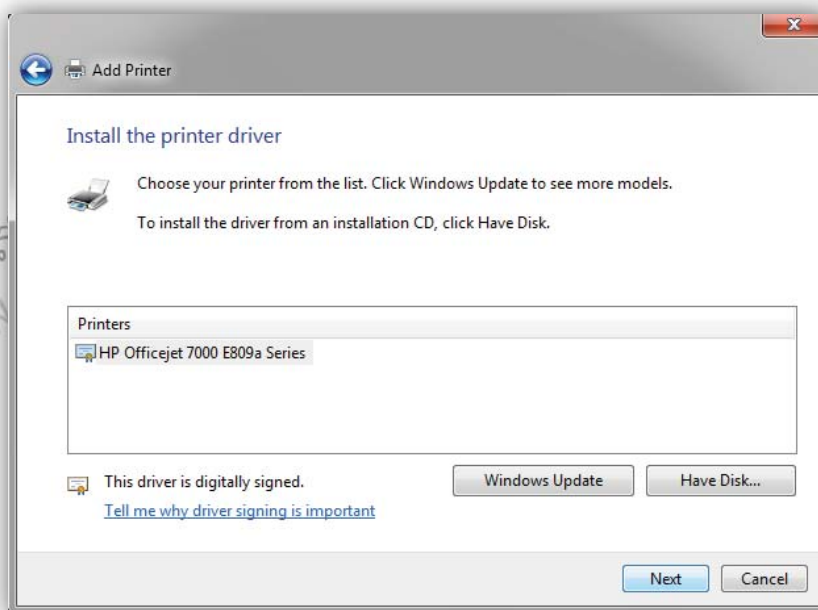 Add Printer
Install the printer driver
Choose your printer from the list. Click Windows Update to see more models.
To install the driver from an installation CD, click Have Disk.
Printers
HP Officejet 7000 E809a Series
This driver is digitally signed.
Windows Update
Have Disk...
Tell me why driver signing is important
Next
Cancel